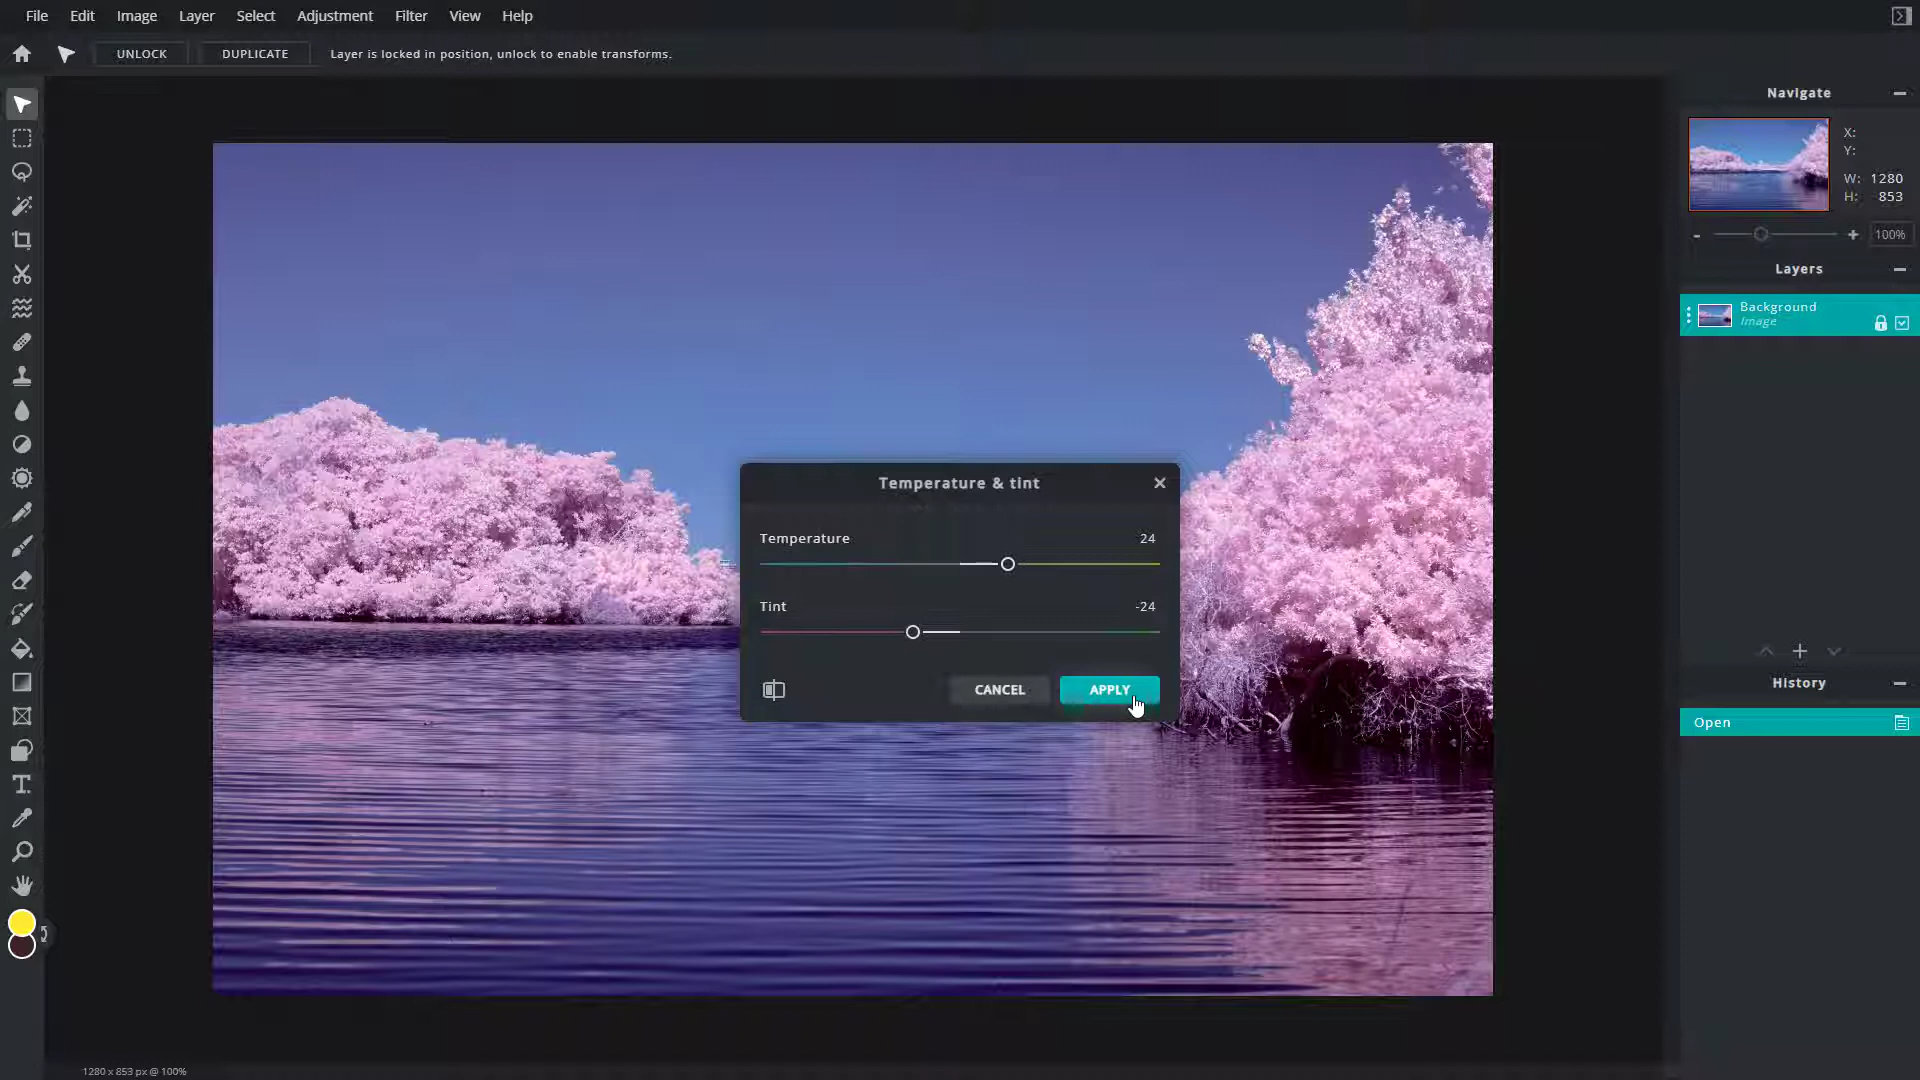 File Edit Image Layer Select Adjustment Filter View Help
UNLOCK DUPLICATE Layer is locked in position, unlock to enable transforms.
Navigate
X:
Y:
W: 1280
H: 853
- + 100%
Layers
Background
Image
Temperature & tint
Temperature 24
Tint -24
CANCEL APPLY
History
Open
1280 x 853 px @ 100%